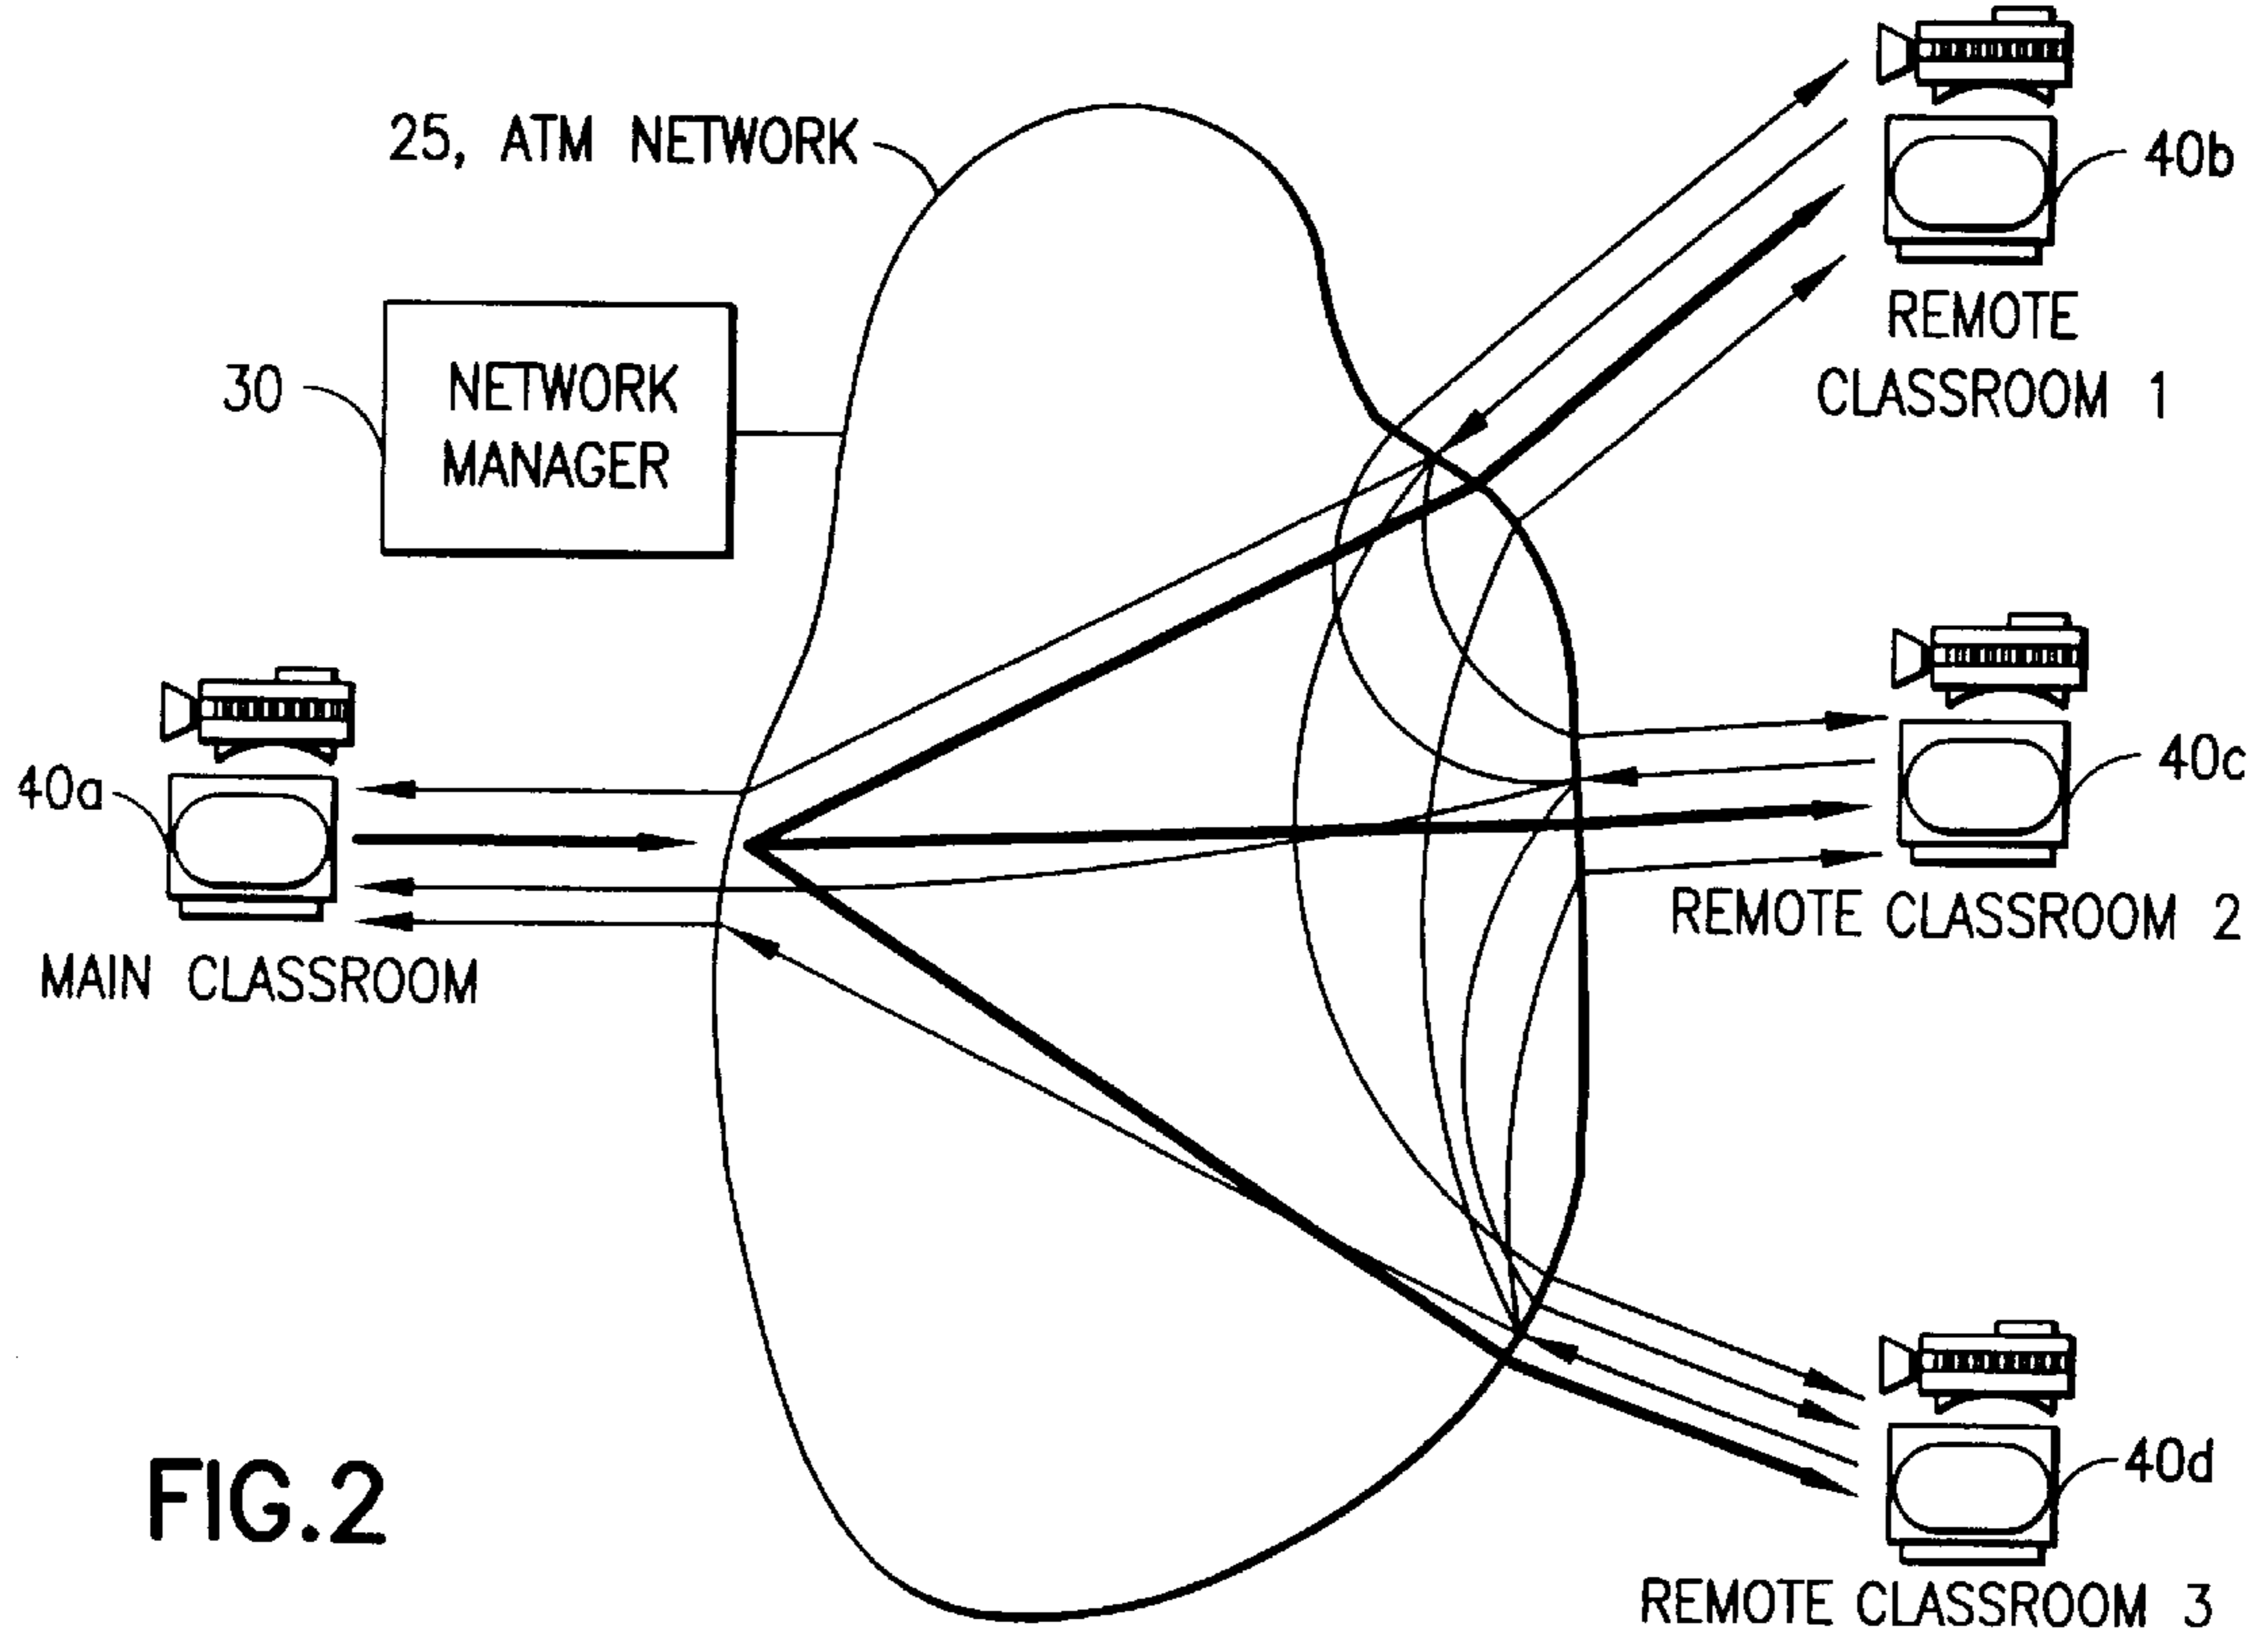 25, ATM NETWORK
40b
REMOTE
CLASSROOM 1
30
NETWORK
MANAGER
40a
MAIN CLASSROOM
40c
REMOTE CLASSROOM 2
40d
REMOTE CLASSROOM 3
FIG.2